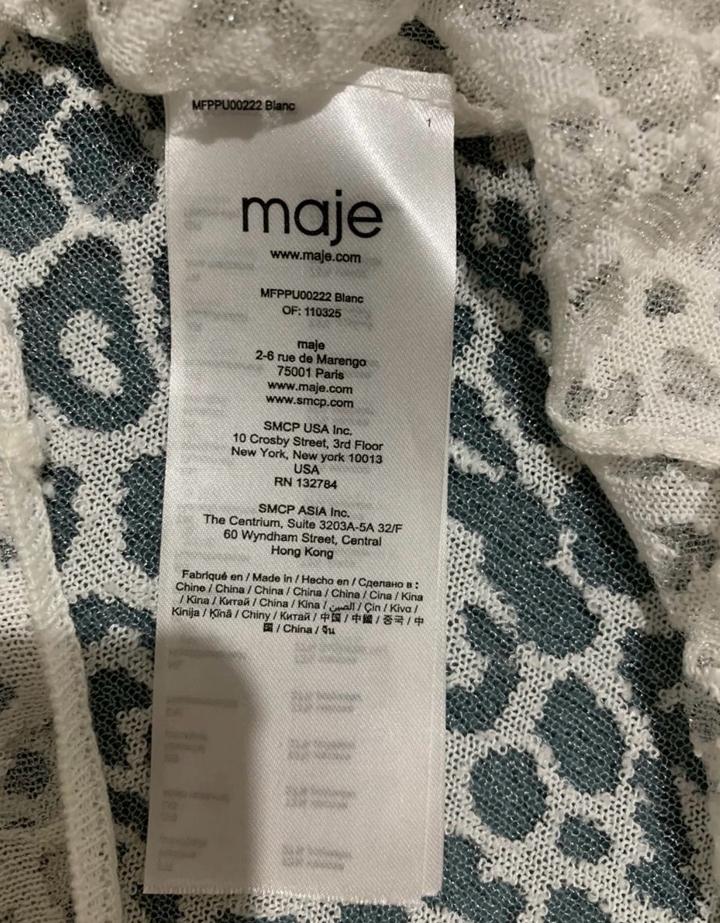 MFPPU00222 Blanc
1
maje
www.maje.com
MFPPU00222 Blanc
OF: 110325
maje
2-6 rue de Marengo
75001 Paris
www.maje.com
www.smcp.com
SMCP USA Inc.
10 Crosby Street, 3rd Floor
New York, New york 10013
USA
RN 132784
SMCP ASIA Inc.
The Centrium, Suite 3203A-5A 32/F
60 Wyndham Street, Central
Hong Kong
Fabriqué en / Made in / Hecho en / Сделано в :
Chine / China / China / China / China / Cina / Kina
/ Kina / Китай / China / Kina / الصين / Çin / Kiva /
Kinija / Ķīnā / Chiny / Китай / 中国 / 中國 / 중국 / 中
国 / China / จีน